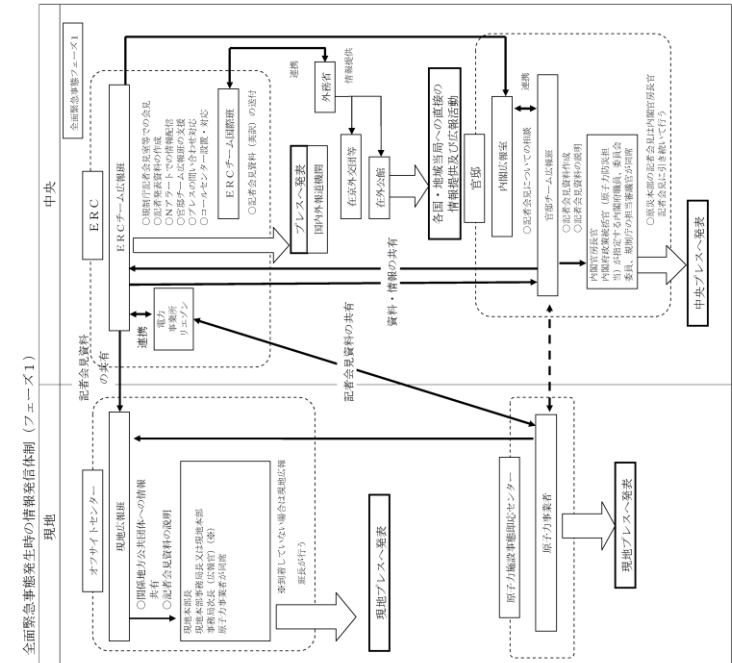 全面緊急事態発生時の情報発信体制（フェーズ１）
現地
中央
全面緊急事態フェーズ1
オフサイトセンター
現地広報班
○関係地方公共団体への情報
共有
○記者会見資料の説明
現地本部長
現地本部事務局長又は現地本部
事務局次長（広報官）（※）
原子力事業者が同席
※到着していない場合は現地広報
班長が行う
現地プレスへ発表
原子力施設事態即応センター
原子力事業者
現地プレスへ発表
記者会見資料
の共有
記者会見資料の共有
資料・情報の共有
ERC
ERCチーム広報班
○規制庁記者会見室等での会見
○記者発表資料の作成
○Nアラートでの情報配信
○官邸チーム広報班の支援
○プレスの問い合わせ対応
○コールセンター設置・対応
連携
電力
事業所
リエゾン
ERCチーム国際班
○記者会見資料（英訳）の送付
プレスへ発表
国内外報道機関
連携
外務省
情報提供
在京外交団等
在外公館
各国・地域当局への直接の
情報提供及び広報活動
官邸
内閣広報室
○記者会見についての相談
連携
官邸チーム広報班
○記者会見資料作成
○記者会見資料の説明
内閣官房長官
内閣府政策統括官（原子力防災担
当）が指定する内閣府職員、委員会
委員、規制庁の担当審議官が同席
○原災本部の記者会見は内閣官房長官
記者会見に引き続いて行う
中央プレスへ発表